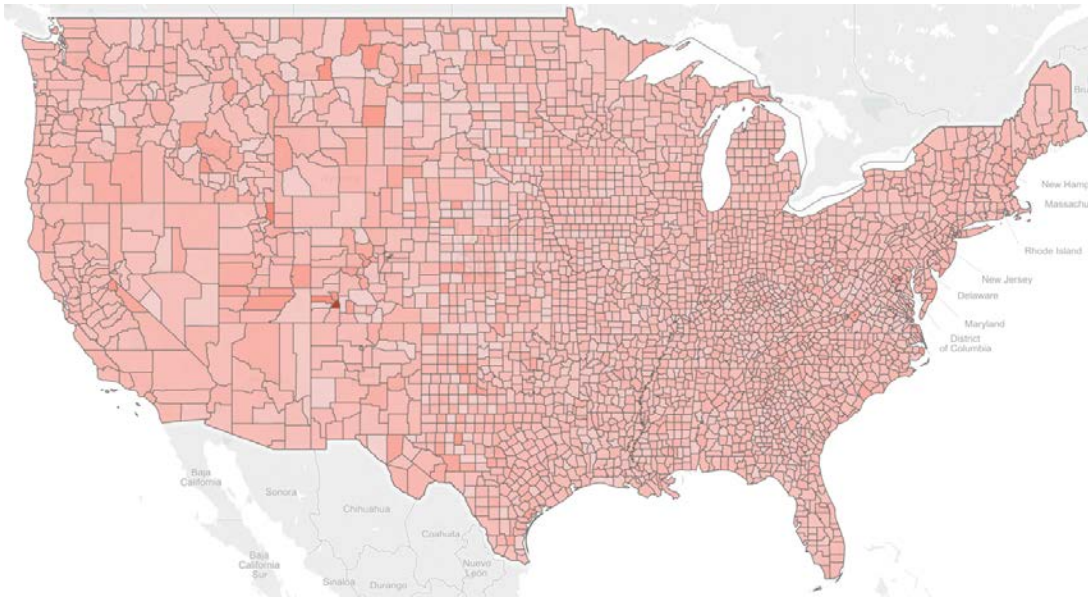 Bru
New Hamp
Massachu
Rhode Island
New Jersey
Delaware
Maryland
District
of Columbia
Baja
California
Sonora
Chihuahua
Coahuila
Nuevo
León
Baja
California
Sur
Sinaloa
Durango